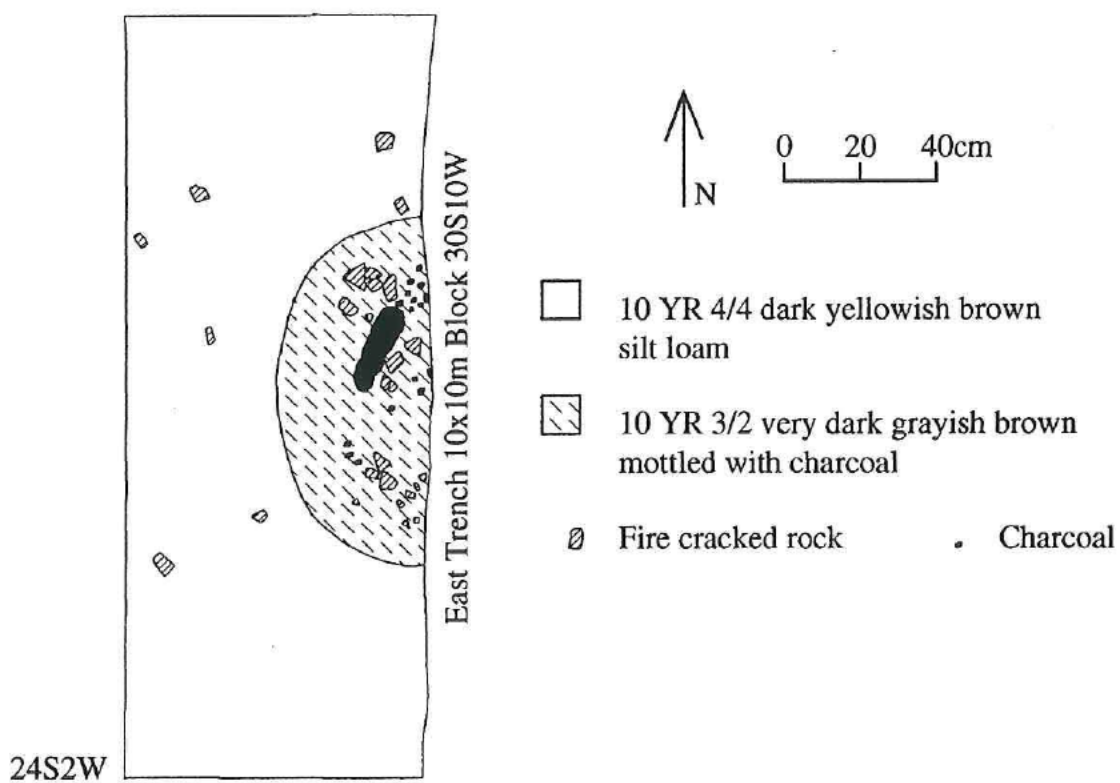 0 20 40cm
N
East Trench 10x10m Block 30S10W
10 YR 4/4 dark yellowish brown
silt loam
10 YR 3/2 very dark grayish brown
mottled with charcoal
Fire cracked rock
Charcoal
24S2W